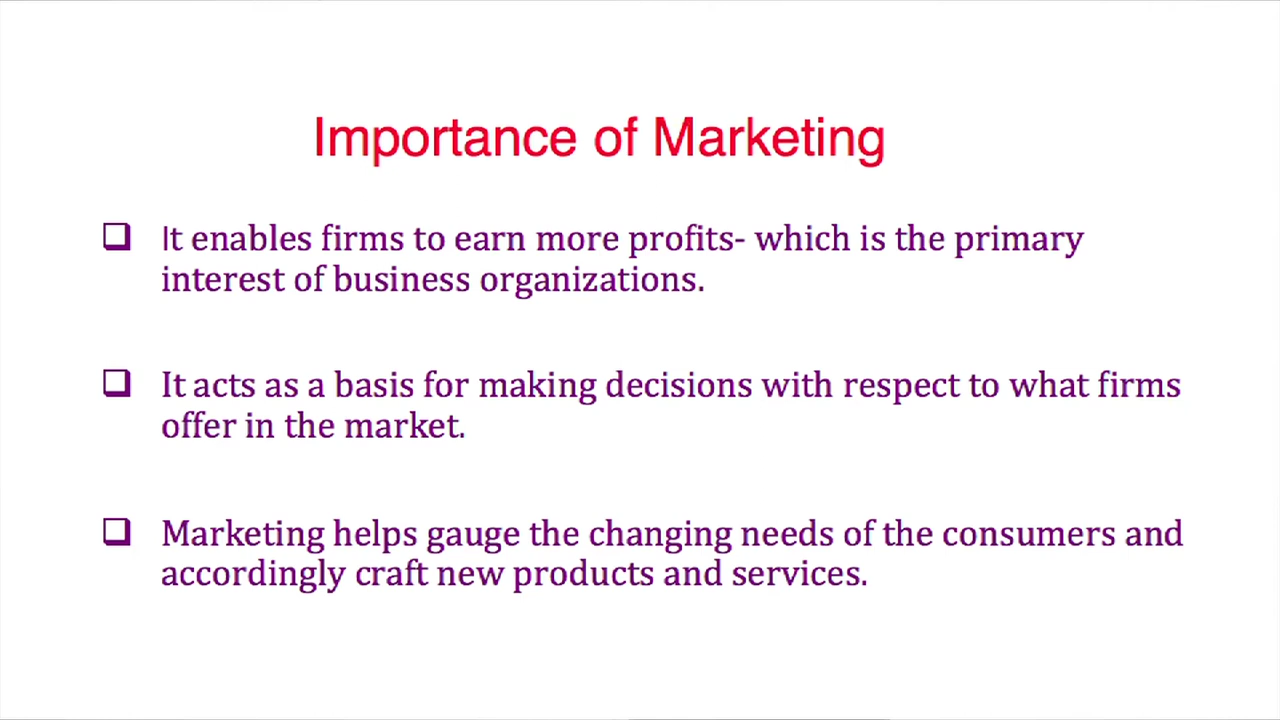 Importance of Marketing
It enables firms to earn more profits- which is the primary
interest of business organizations.
It acts as a basis for making decisions with respect to what firms
offer in the market.
Marketing helps gauge the changing needs of the consumers and
accordingly craft new products and services.